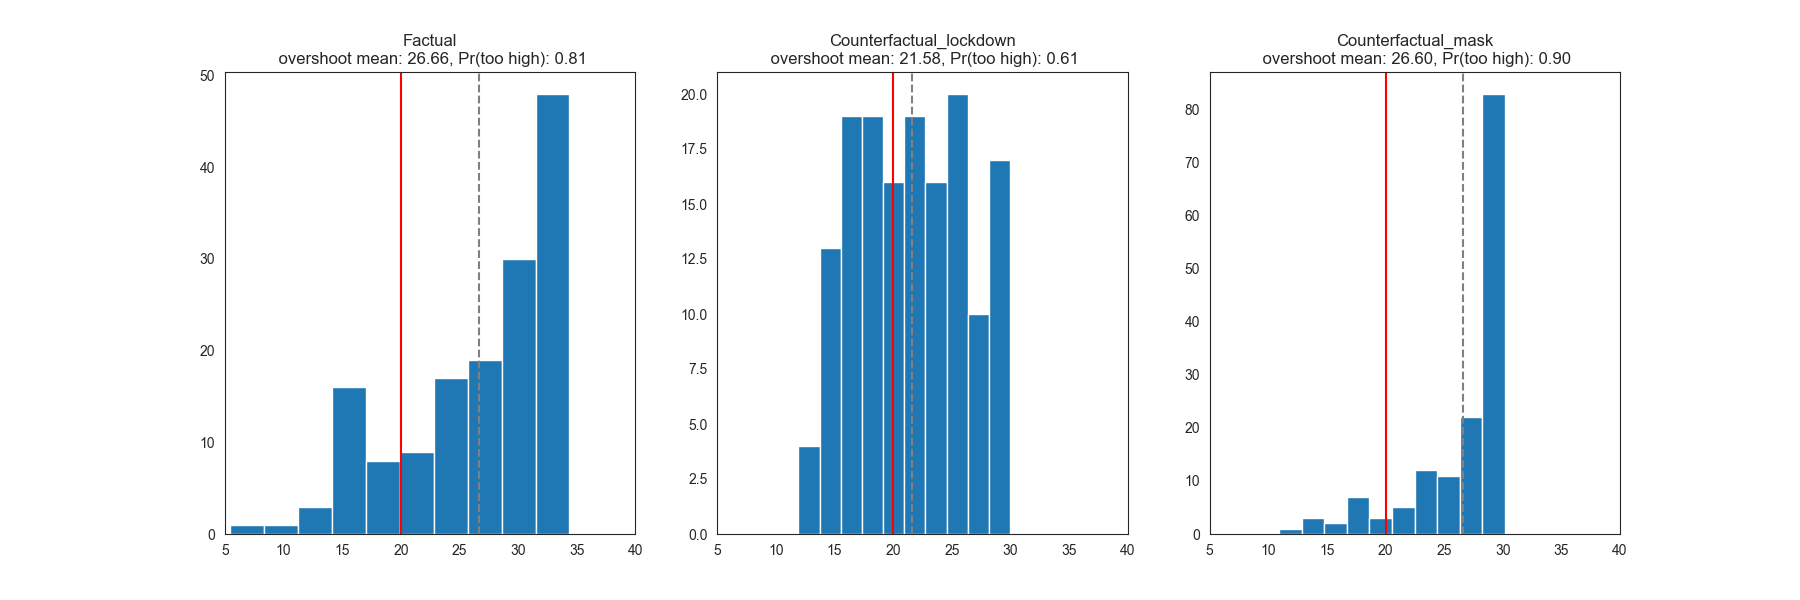 Factual
overshoot mean: 26.66, Pr(too high): 0.81
50
40
30
20
10
0
5 10 15 20 25 30 35 40
Counterfactual_lockdown
overshoot mean: 21.58, Pr(too high): 0.61
20.0
17.5
15.0
12.5
10.0
7.5
5.0
2.5
0.0
5 10 15 20 25 30 35 40
Counterfactual_mask
overshoot mean: 26.60, Pr(too high): 0.90
80
70
60
50
40
30
20
10
0
5 10 15 20 25 30 35 40